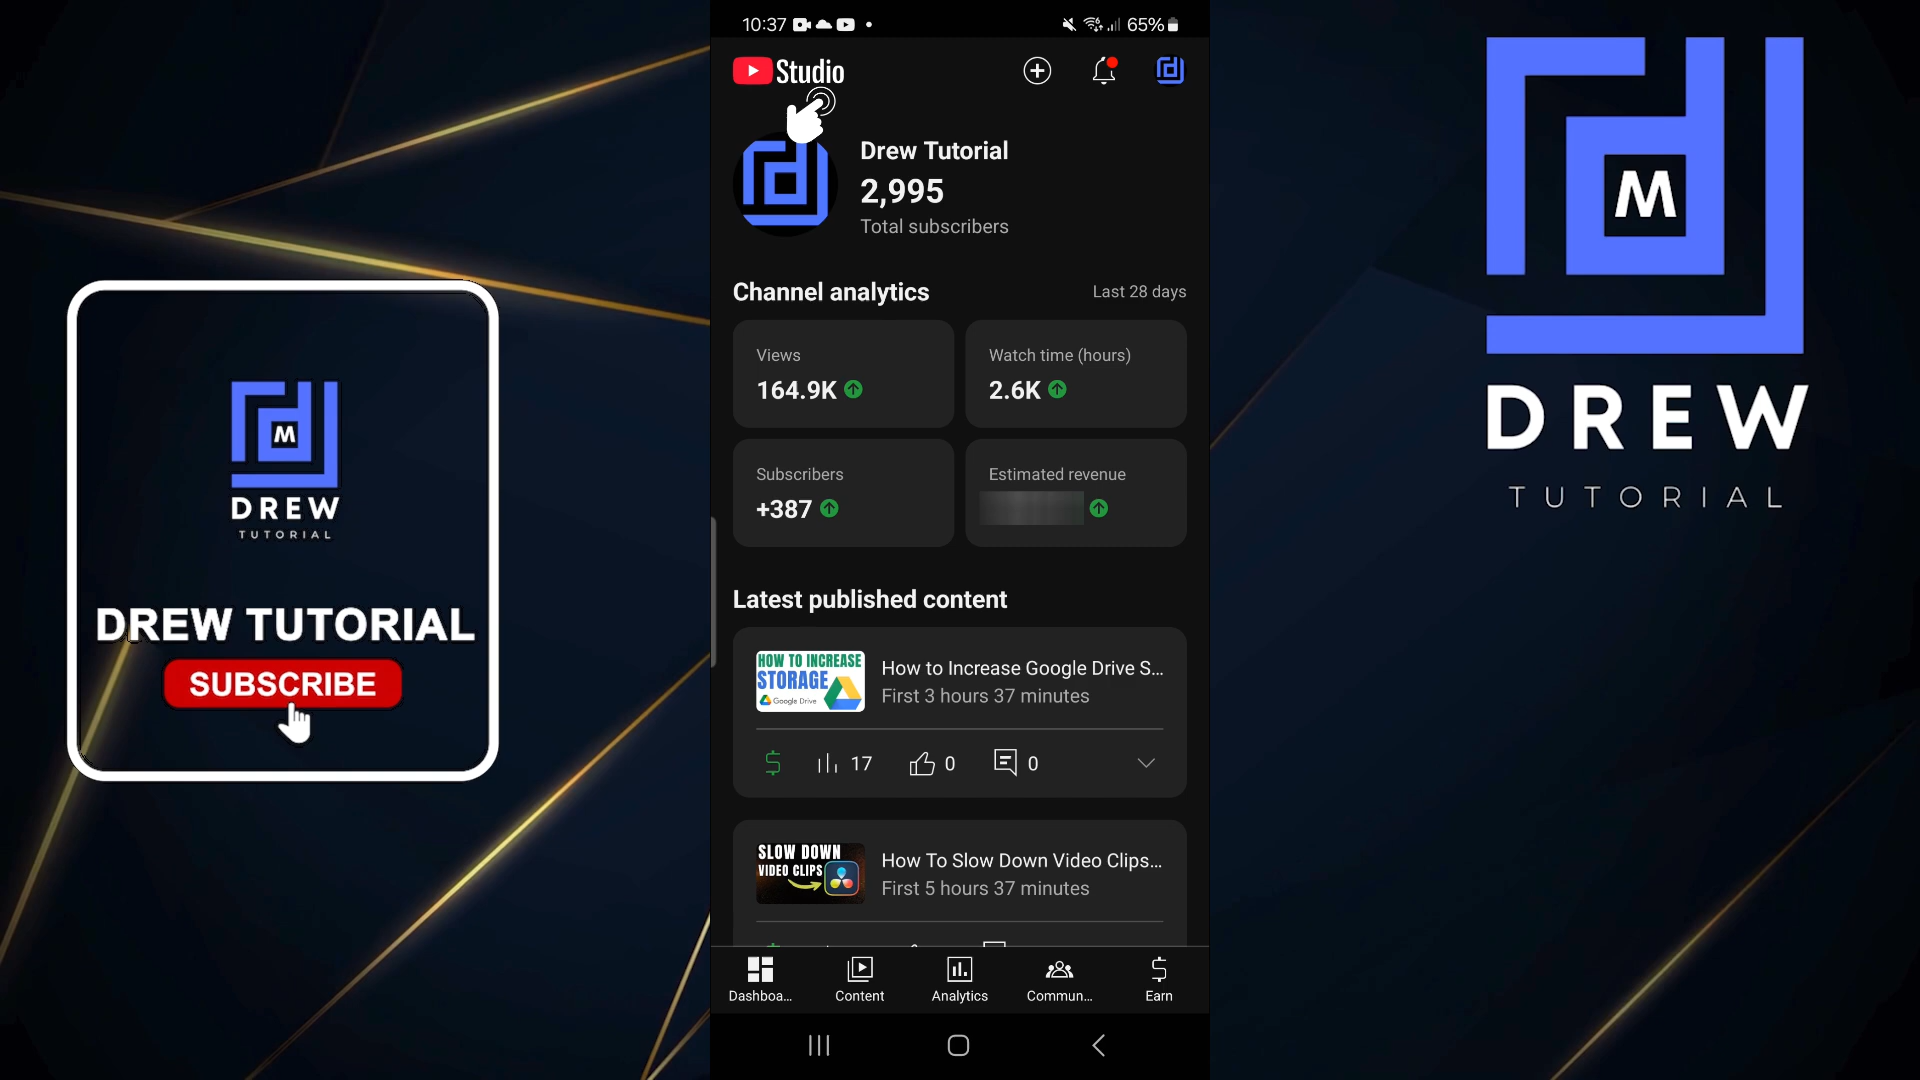 M
DREW
TUTORIAL
DREW TUTORIAL
SUBSCRIBE
10:37
65%
Studio
Drew Tutorial
2,995
Total subscribers
Channel analytics
Last 28 days
Views
164.9K
Watch time (hours)
2.6K
Subscribers
+387
Estimated revenue
Latest published content
HOW TO INCREASE
STORAGE
Google Drive
How to Increase Google Drive S...
First 3 hours 37 minutes
17
0
0
SLOW DOWN
VIDEO CLIPS
How To Slow Down Video Clips...
First 5 hours 37 minutes
Dashboa...
Content
Analytics
Commun...
Earn
M
DREW
TUTORIAL